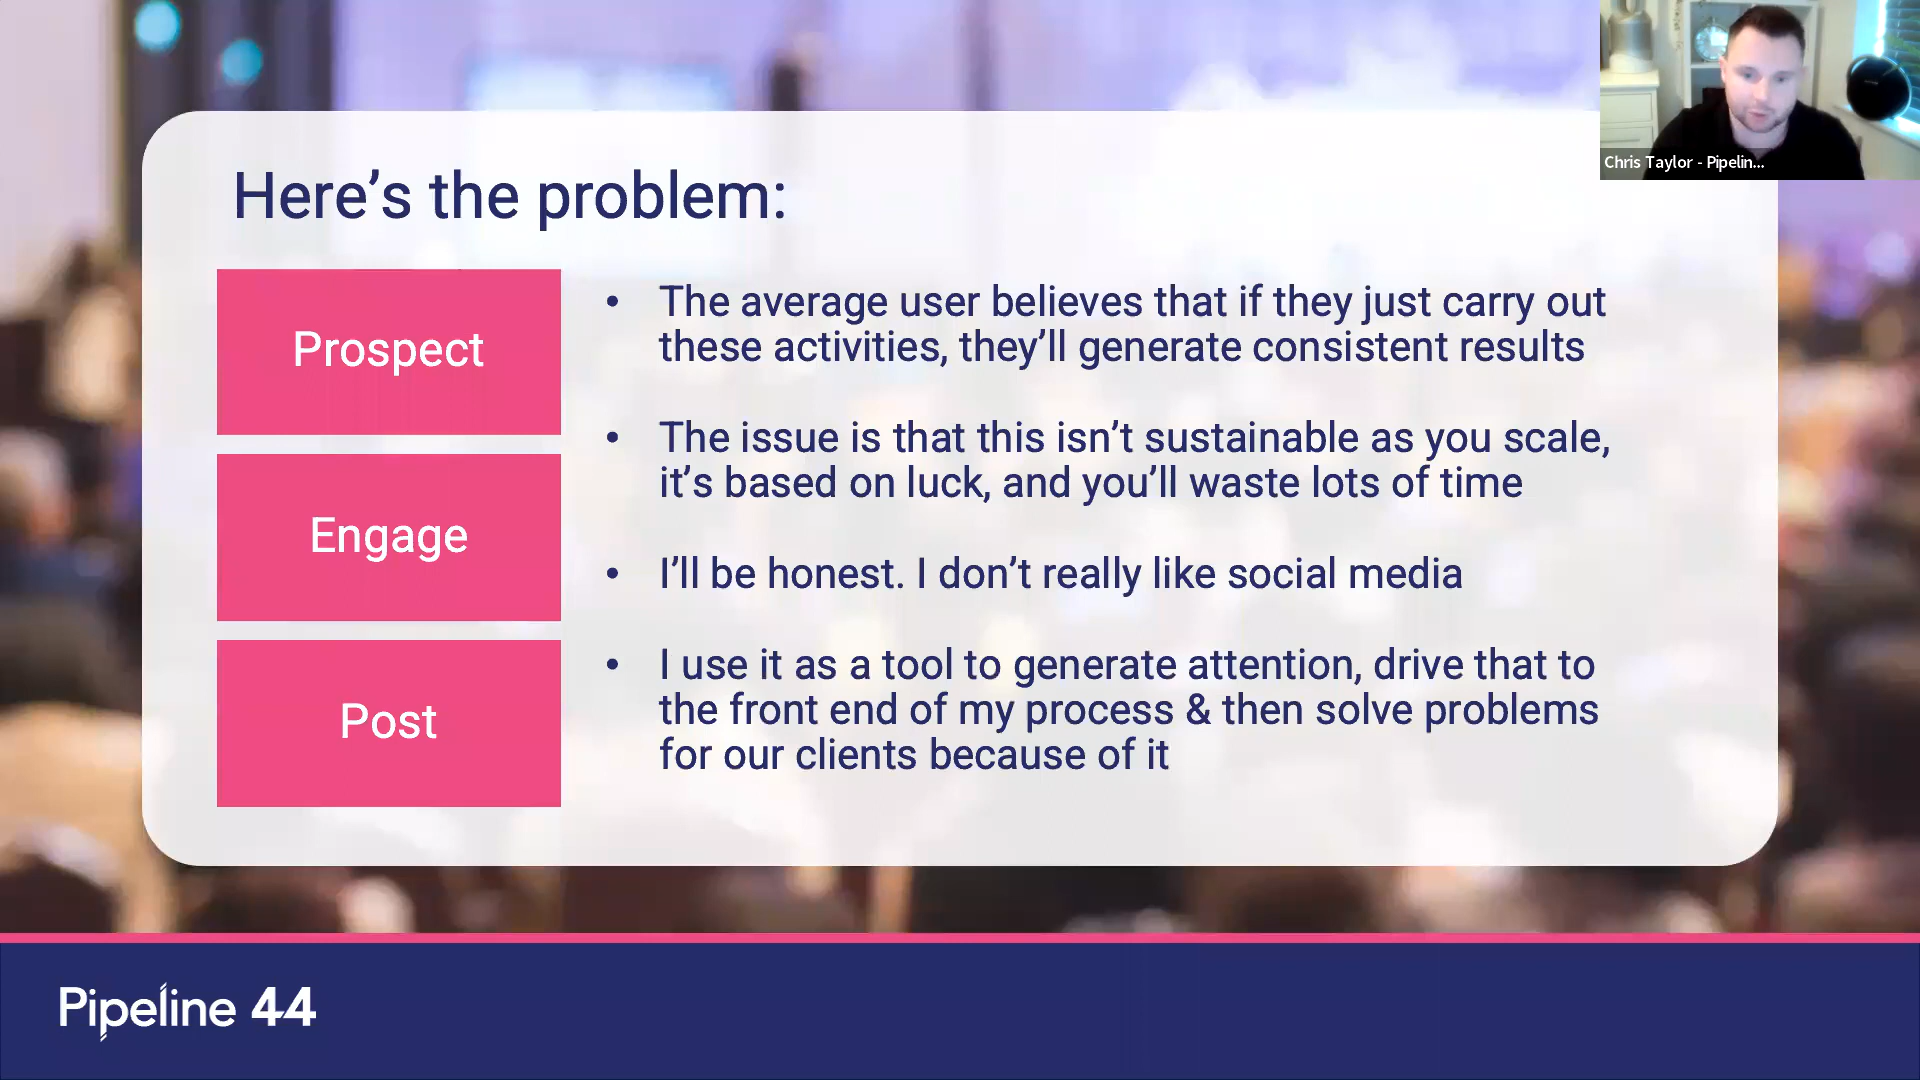 Chris Taylor - Pipelin...
Here’s the problem:
Prospect
Engage
Post
• The average user believes that if they just carry out
these activities, they’ll generate consistent results
• The issue is that this isn’t sustainable as you scale,
it’s based on luck, and you’ll waste lots of time
• I’ll be honest. I don’t really like social media
• I use it as a tool to generate attention, drive that to
the front end of my process & then solve problems
for our clients because of it
Pipeline 44